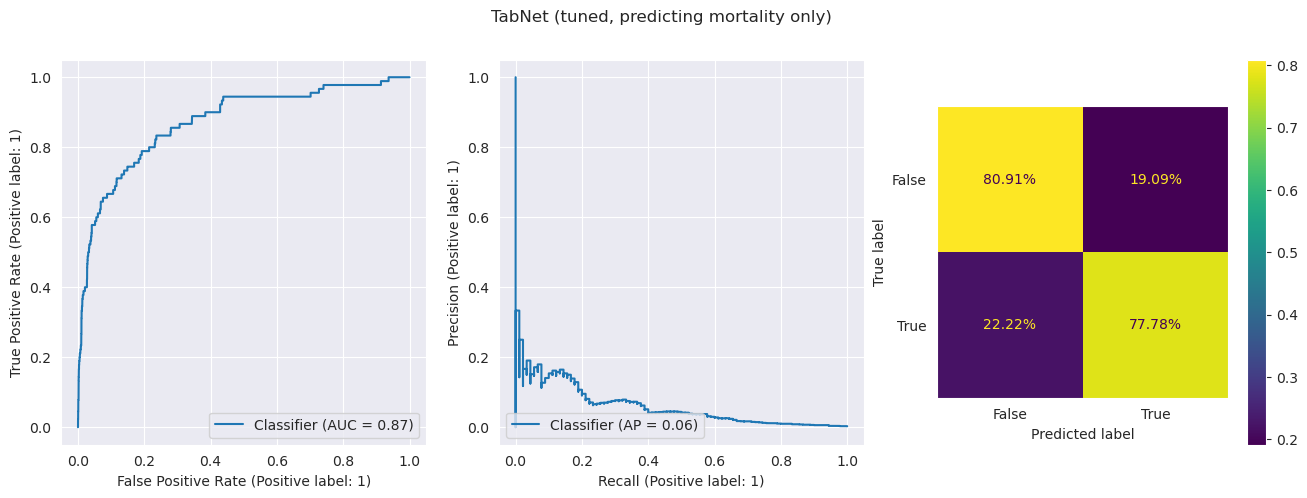 TabNet (tuned, predicting mortality only)
True Positive Rate (Positive label: 1)
1.0
0.8
0.6
0.4
0.2
0.0
0.0 0.2 0.4 0.6 0.8 1.0
False Positive Rate (Positive label: 1)
Classifier (AUC = 0.87)
Precision (Positive label: 1)
1.0
0.8
0.6
0.4
0.2
0.0
0.0 0.2 0.4 0.6 0.8 1.0
Recall (Positive label: 1)
Classifier (AP = 0.06)
True label
False
True
80.91% 19.09%
22.22% 77.78%
False True
Predicted label
0.8
0.7
0.6
0.5
0.4
0.3
0.2